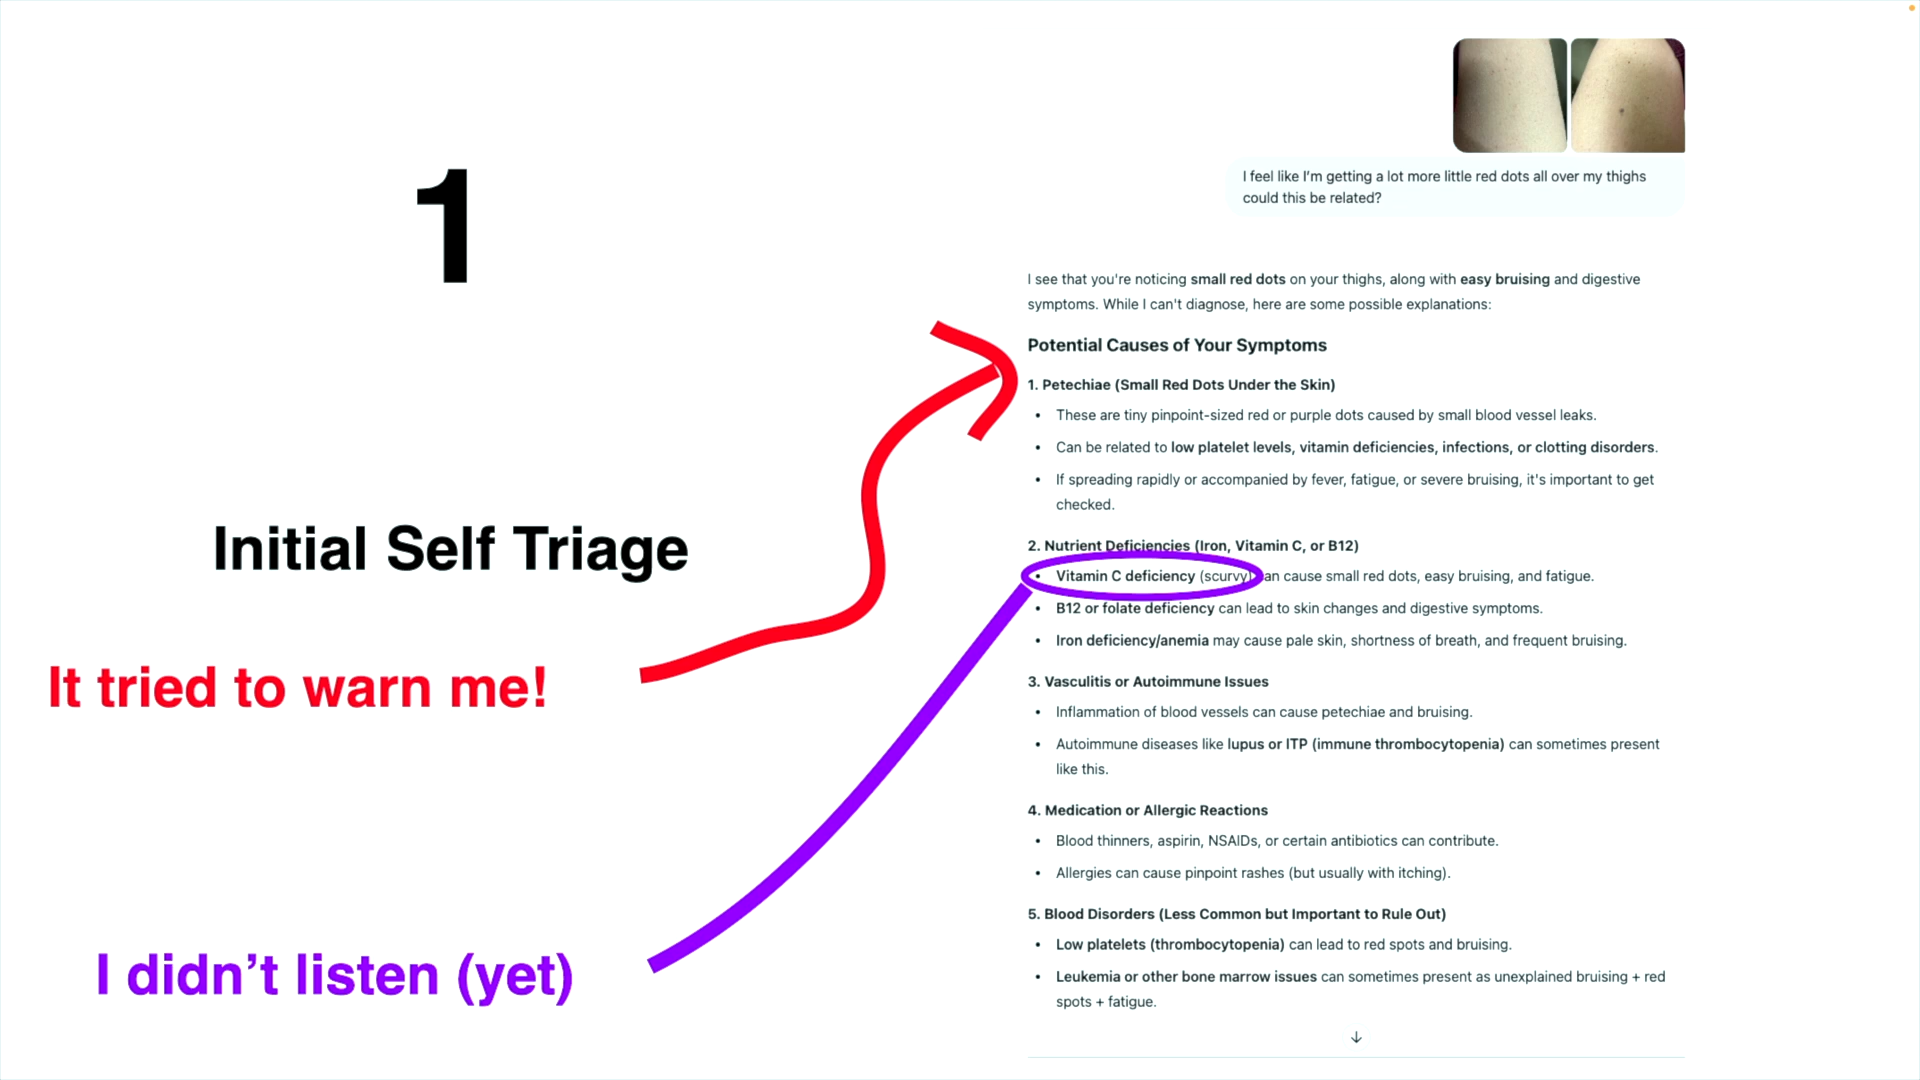 1
Initial Self Triage
It tried to warn me!
I didn’t listen (yet)
I feel like I’m getting a lot more little red dots all over my thighs
could this be related?
I see that you're noticing small red dots on your thighs, along with easy bruising and digestive
symptoms. While I can't diagnose, here are some possible explanations:
Potential Causes of Your Symptoms
1. Petechiae (Small Red Dots Under the Skin)
• These are tiny pinpoint-sized red or purple dots caused by small blood vessel leaks.
• Can be related to low platelet levels, vitamin deficiencies, infections, or clotting disorders.
• If spreading rapidly or accompanied by fever, fatigue, or severe bruising, it's important to get
checked.
2. Nutrient Deficiencies (Iron, Vitamin C, or B12)
• Vitamin C deficiency (scurvy) can cause small red dots, easy bruising, and fatigue.
• B12 or folate deficiency can lead to skin changes and digestive symptoms.
• Iron deficiency/anemia may cause pale skin, shortness of breath, and frequent bruising.
3. Vasculitis or Autoimmune Issues
• Inflammation of blood vessels can cause petechiae and bruising.
• Autoimmune diseases like lupus or ITP (immune thrombocytopenia) can sometimes present
like this.
4. Medication or Allergic Reactions
• Blood thinners, aspirin, NSAIDs, or certain antibiotics can contribute.
• Allergies can cause pinpoint rashes (but usually with itching).
5. Blood Disorders (Less Common but Important to Rule Out)
• Low platelets (thrombocytopenia) can lead to red spots and bruising.
• Leukemia or other bone marrow issues can sometimes present as unexplained bruising + red
spots + fatigue.